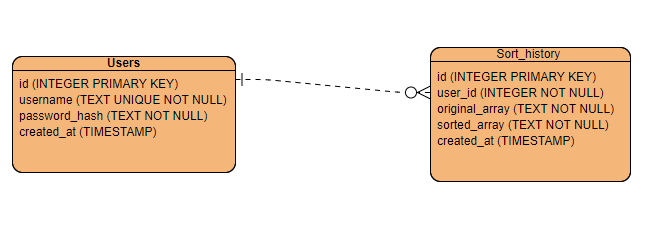 Users
id (INTEGER PRIMARY KEY)
username (TEXT UNIQUE NOT NULL)
password_hash (TEXT NOT NULL)
created_at (TIMESTAMP)
Sort_history
id (INTEGER PRIMARY KEY)
user_id (INTEGER NOT NULL)
original_array (TEXT NOT NULL)
sorted_array (TEXT NOT NULL)
created_at (TIMESTAMP)